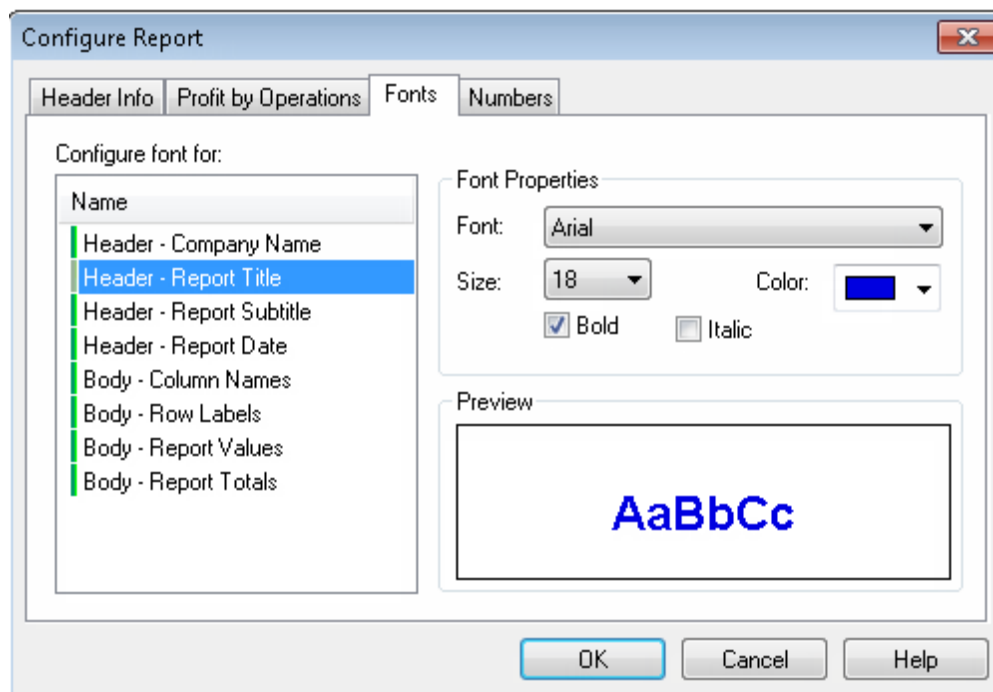 Configure Report
Header Info Profit by Operations Fonts Numbers
Configure font for:
Name
Header - Company Name
Header - Report Title
Header - Report Subtitle
Header - Report Date
Body - Column Names
Body - Row Labels
Body - Report Values
Body - Report Totals
Font Properties
Font: Arial
Size: 18 Color:
Bold Italic
Preview
AaBbCc
OK Cancel Help